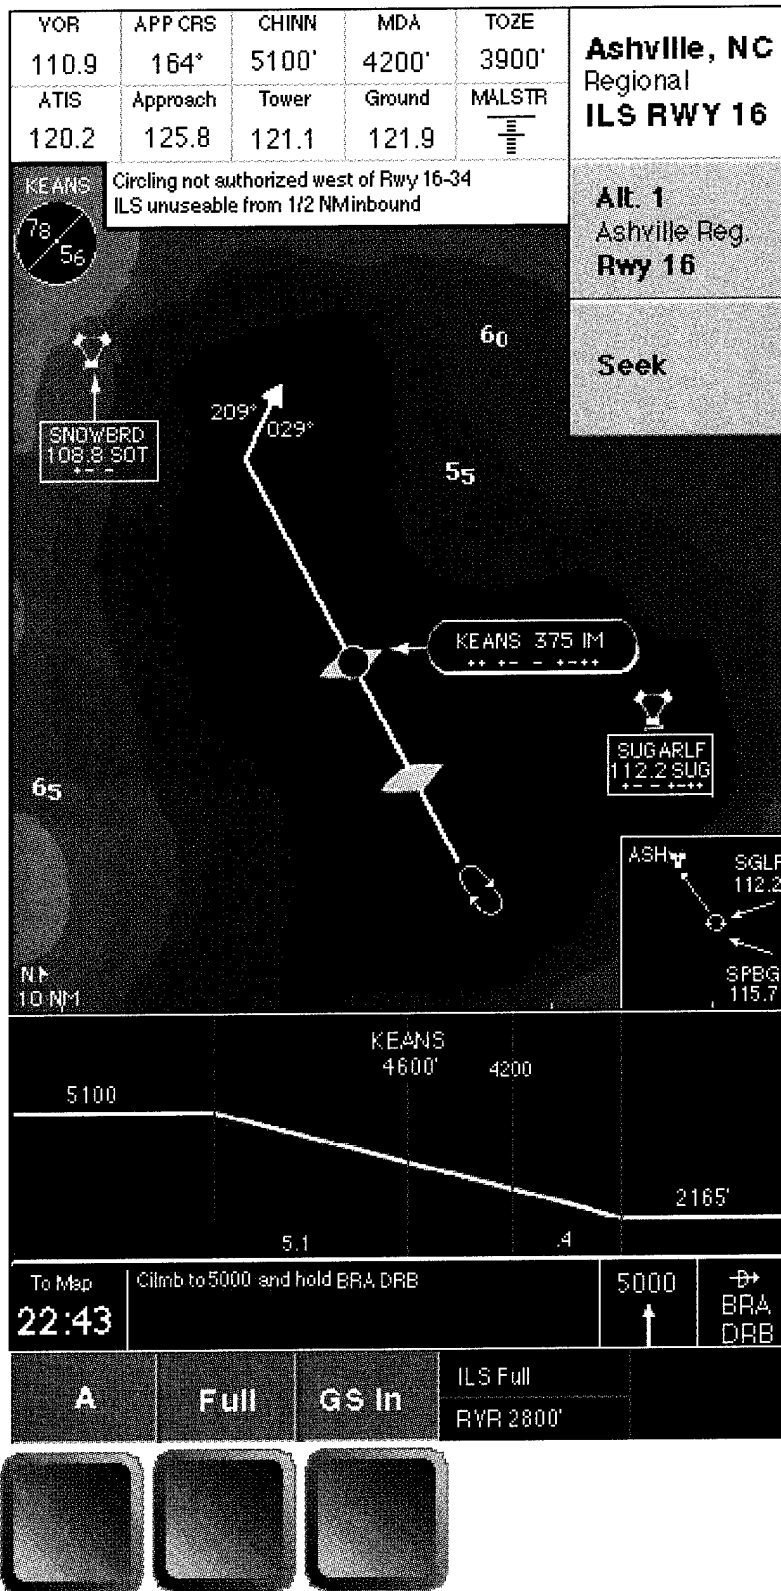 VOR APP CRS CHINN MDA TOZE
110.9 164° 5100' 4200' 3900'
ATIS Approach Tower Ground MALSTR
120.2 125.8 121.1 121.9
Ashville, NC
Regional
ILS RWY 16
Circling not authorized west of Rwy 16-34
ILS unuseable from 1/2 NM inbound
Alt. 1
Ashville Reg.
Rwy 16
Seek
KEANS
78
56
60
SNOWBRD
108.8 SOT
209°
029°
55
KEANS 375 IM
SUGARLF
112.2 SUG
65
ASH
SGLF
112.2
SPBG
115.7
N
10 NM
KEANS
4600'
4200
5100
2165'
5.1
.4
To Map
22:43
Climb to 5000 and hold BRA DRB
5000
D
BRA
DRB
A
Full
GS In
ILS Full
RVR 2800'